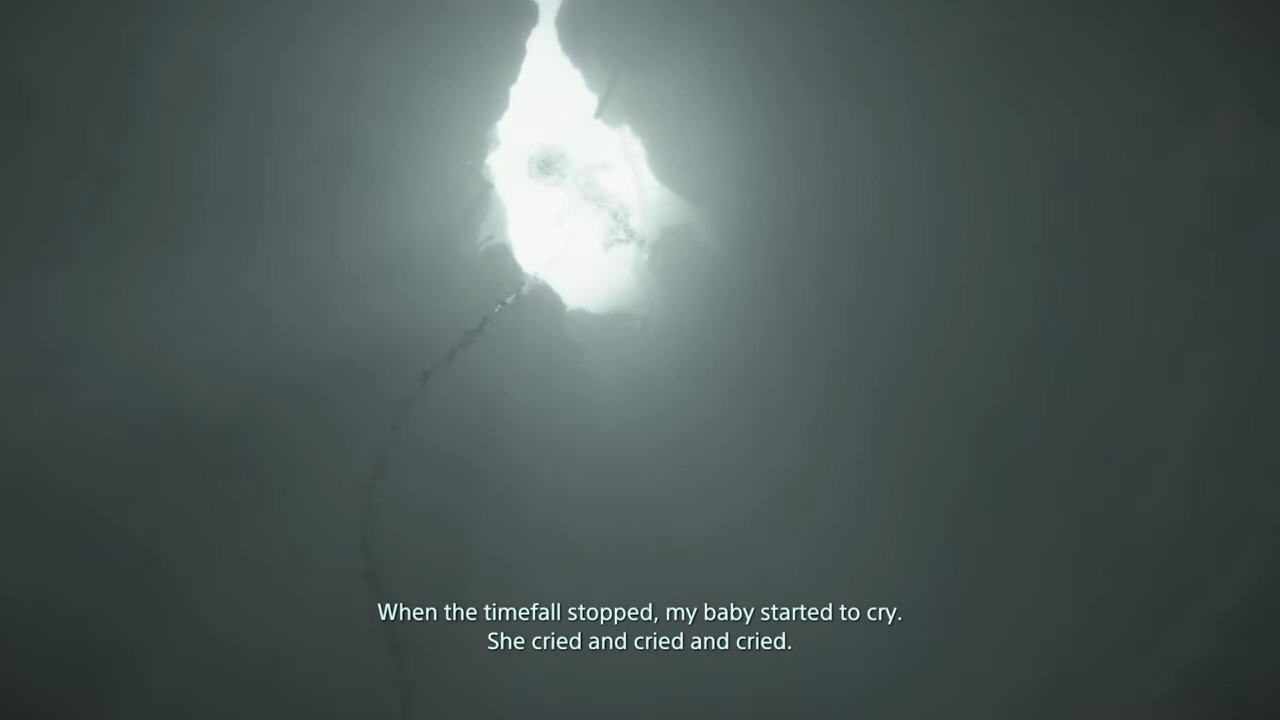 When the timefall stopped, my baby started to cry.
She cried and cried and cried.